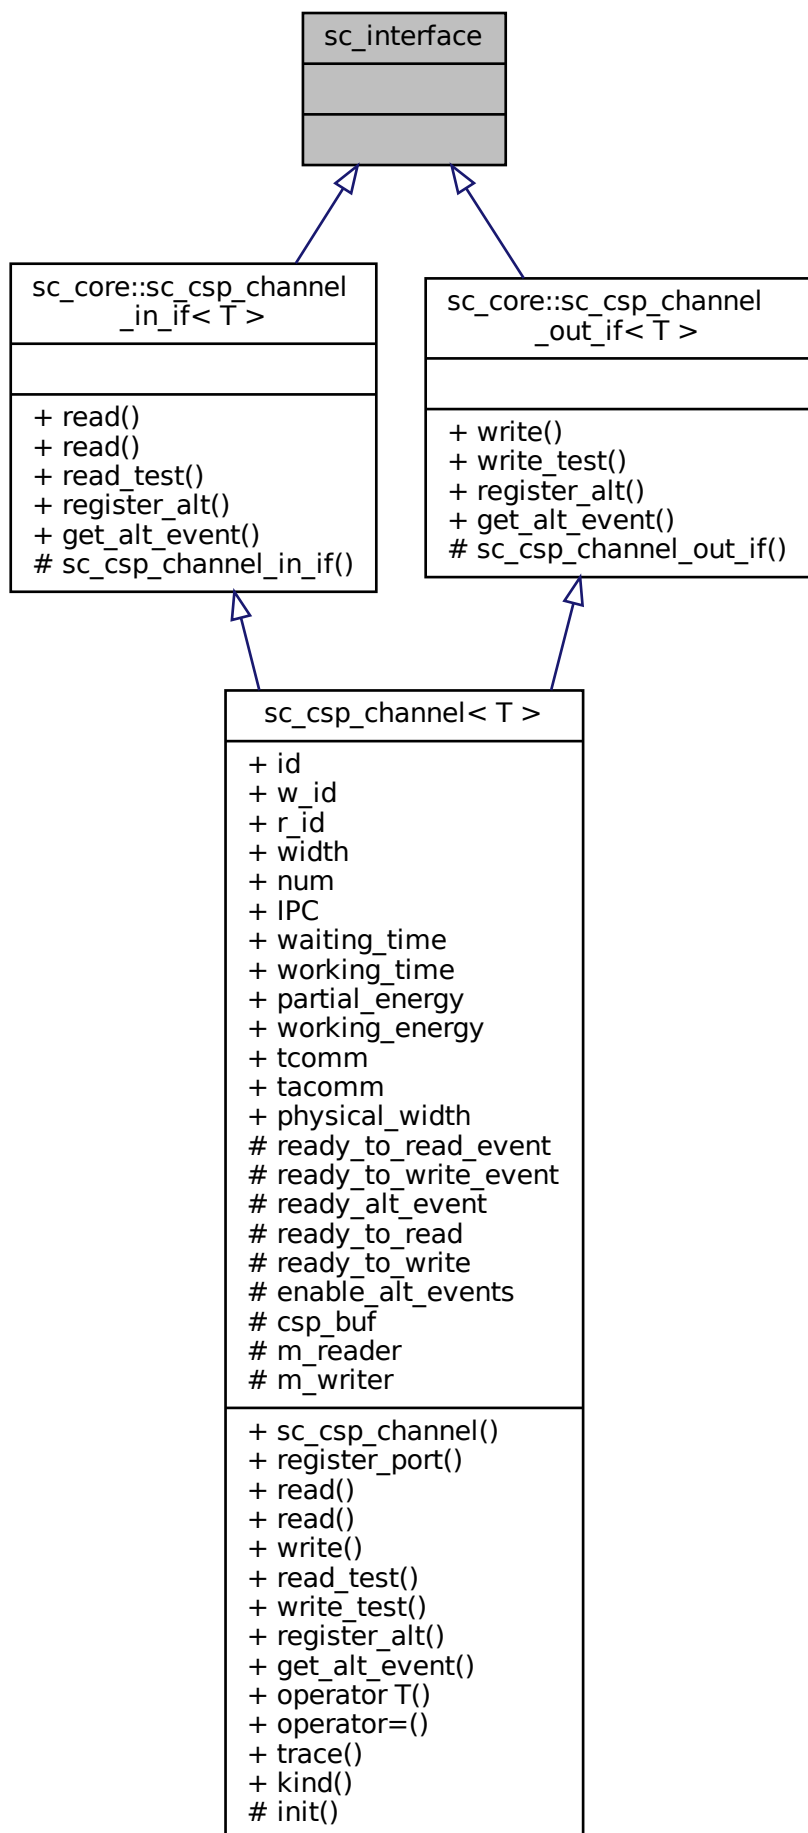 sc_interface
sc_core::sc_csp_channel
_in_if< T >
+ read()
+ read()
+ read_test()
+ register_alt()
+ get_alt_event()
# sc_csp_channel_in_if()
sc_core::sc_csp_channel
_out_if< T >
+ write()
+ write_test()
+ register_alt()
+ get_alt_event()
# sc_csp_channel_out_if()
sc_csp_channel< T >
+ id
+ w_id
+ r_id
+ width
+ num
+ IPC
+ waiting_time
+ working_time
+ partial_energy
+ working_energy
+ tcomm
+ tacomm
+ physical_width
# ready_to_read_event
# ready_to_write_event
# ready_alt_event
# ready_to_read
# ready_to_write
# enable_alt_events
# csp_buf
# m_reader
# m_writer
+ sc_csp_channel()
+ register_port()
+ read()
+ read()
+ write()
+ read_test()
+ write_test()
+ register_alt()
+ get_alt_event()
+ operator T()
+ operator=()
+ trace()
+ kind()
# init()